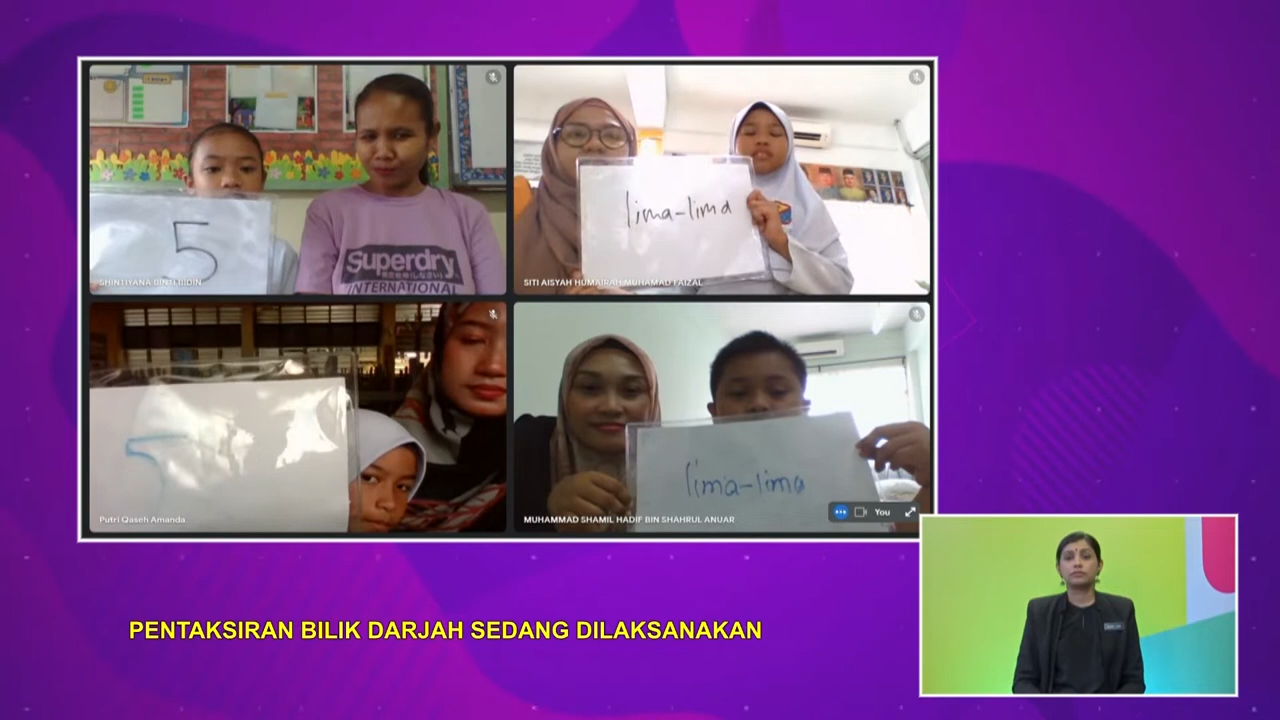 5
Superdry
INTERNATIONAL
SHINTIYANA BINTI BIDIN
lima-lima
SITI AISYAH HUMAIRAH MUHAMAD FAIZAL
5
Putri Qaseh Amanda
lima-lima
MUHAMMAD SHAMIL HADIF BIN SHAHRUL ANUAR
You
PENTAKSIRAN BILIK DARJAH SEDANG DILAKSANAKAN